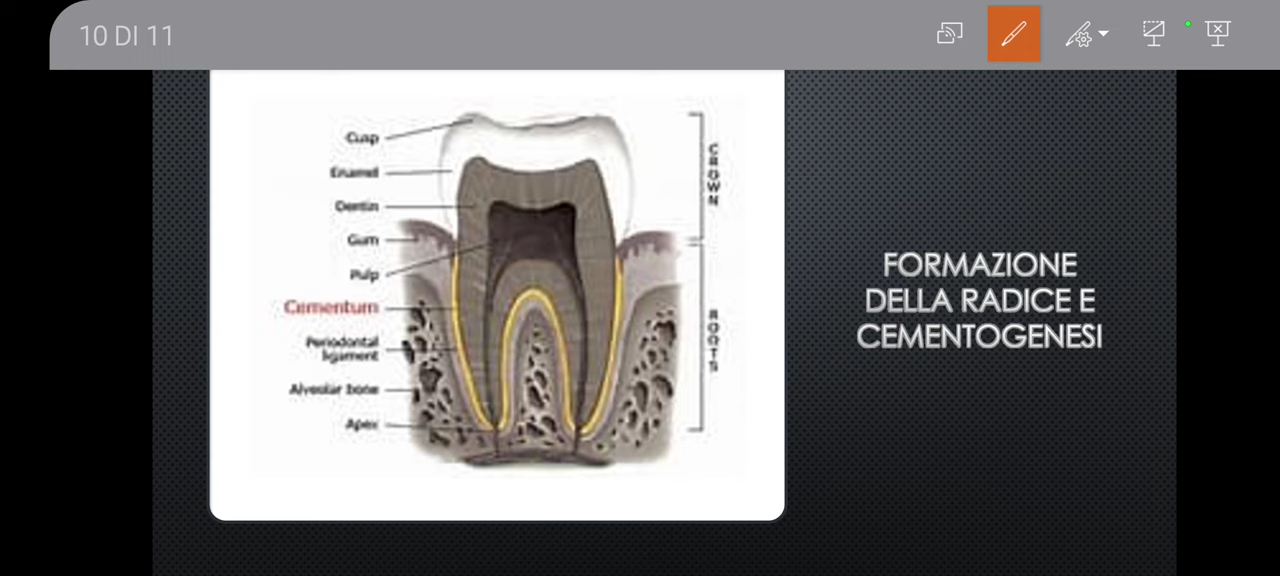 10 DI 11
Cusp
Enamel
Dentin
Gum
Pulp
Cementum
Periodontal
ligament
Alveolar bone
Apex
CROWN
ROOTS
FORMAZIONE
DELLA RADICE E
CEMENTOGENESI